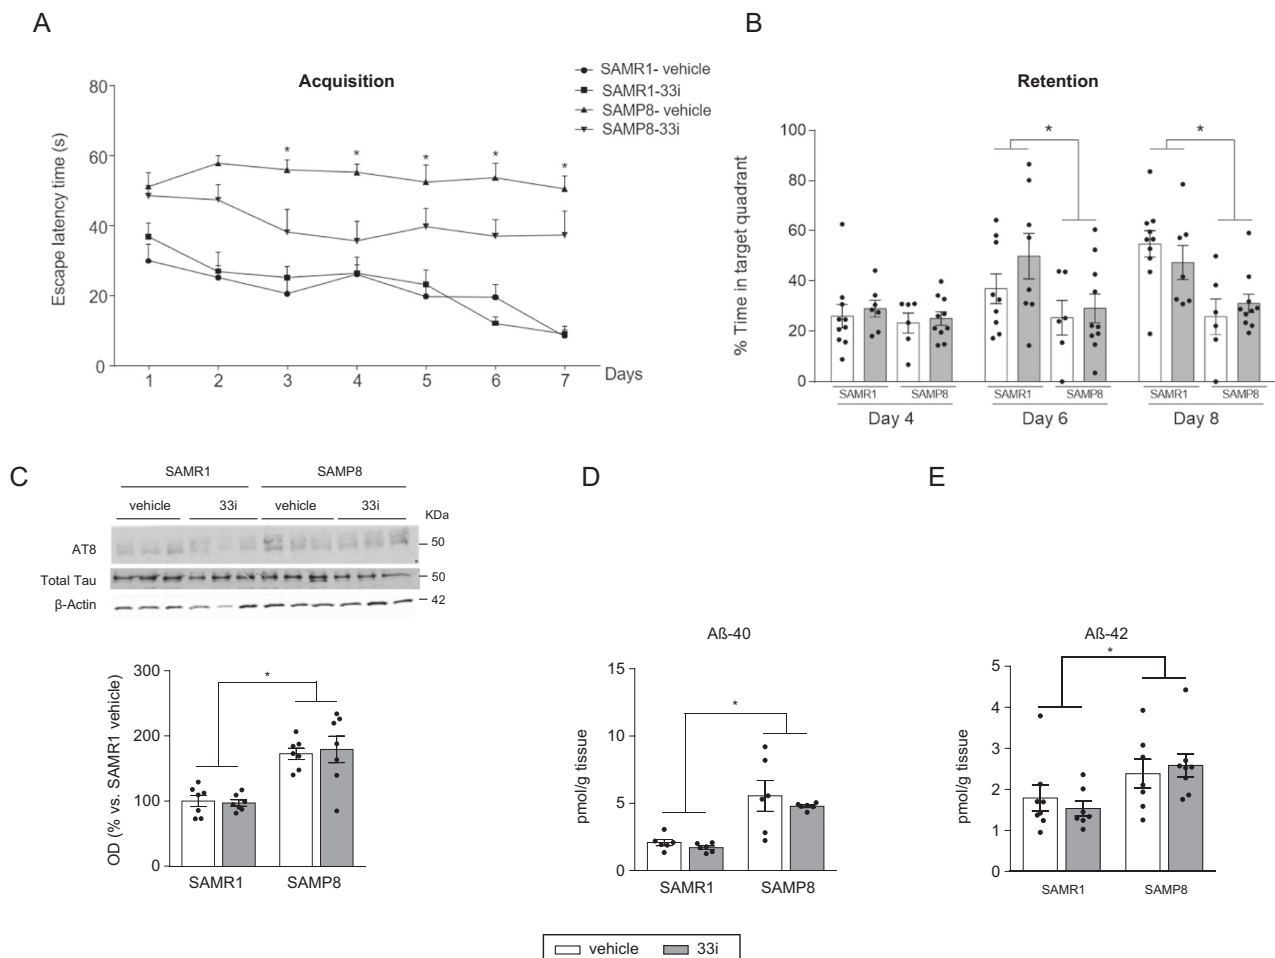 A
Acquisition
SAMR1- vehicle
SAMR1-33i
SAMP8- vehicle
SAMP8-33i
Escape latency time (s)
80
60
40
20
0
* * * * *
1 2 3 4 5 6 7 Days
B
Retention
% Time in target quadrant
100
80
60
40
20
0
* *
SAMR1 SAMP8 SAMR1 SAMP8 SAMR1 SAMP8
Day 4 Day 6 Day 8
C
SAMR1 SAMP8
vehicle 33i vehicle 33i
KDa
AT8 50
Total Tau 50
β-Actin 42
OD (% vs. SAMR1 vehicle)
300
200
100
0
*
SAMR1 SAMP8
D
Aß-40
pmol/g tissue
15
10
5
0
*
SAMR1 SAMP8
E
Aß-42
pmol/g tissue
5
4
3
2
1
0
*
SAMR1 SAMP8
vehicle 33i